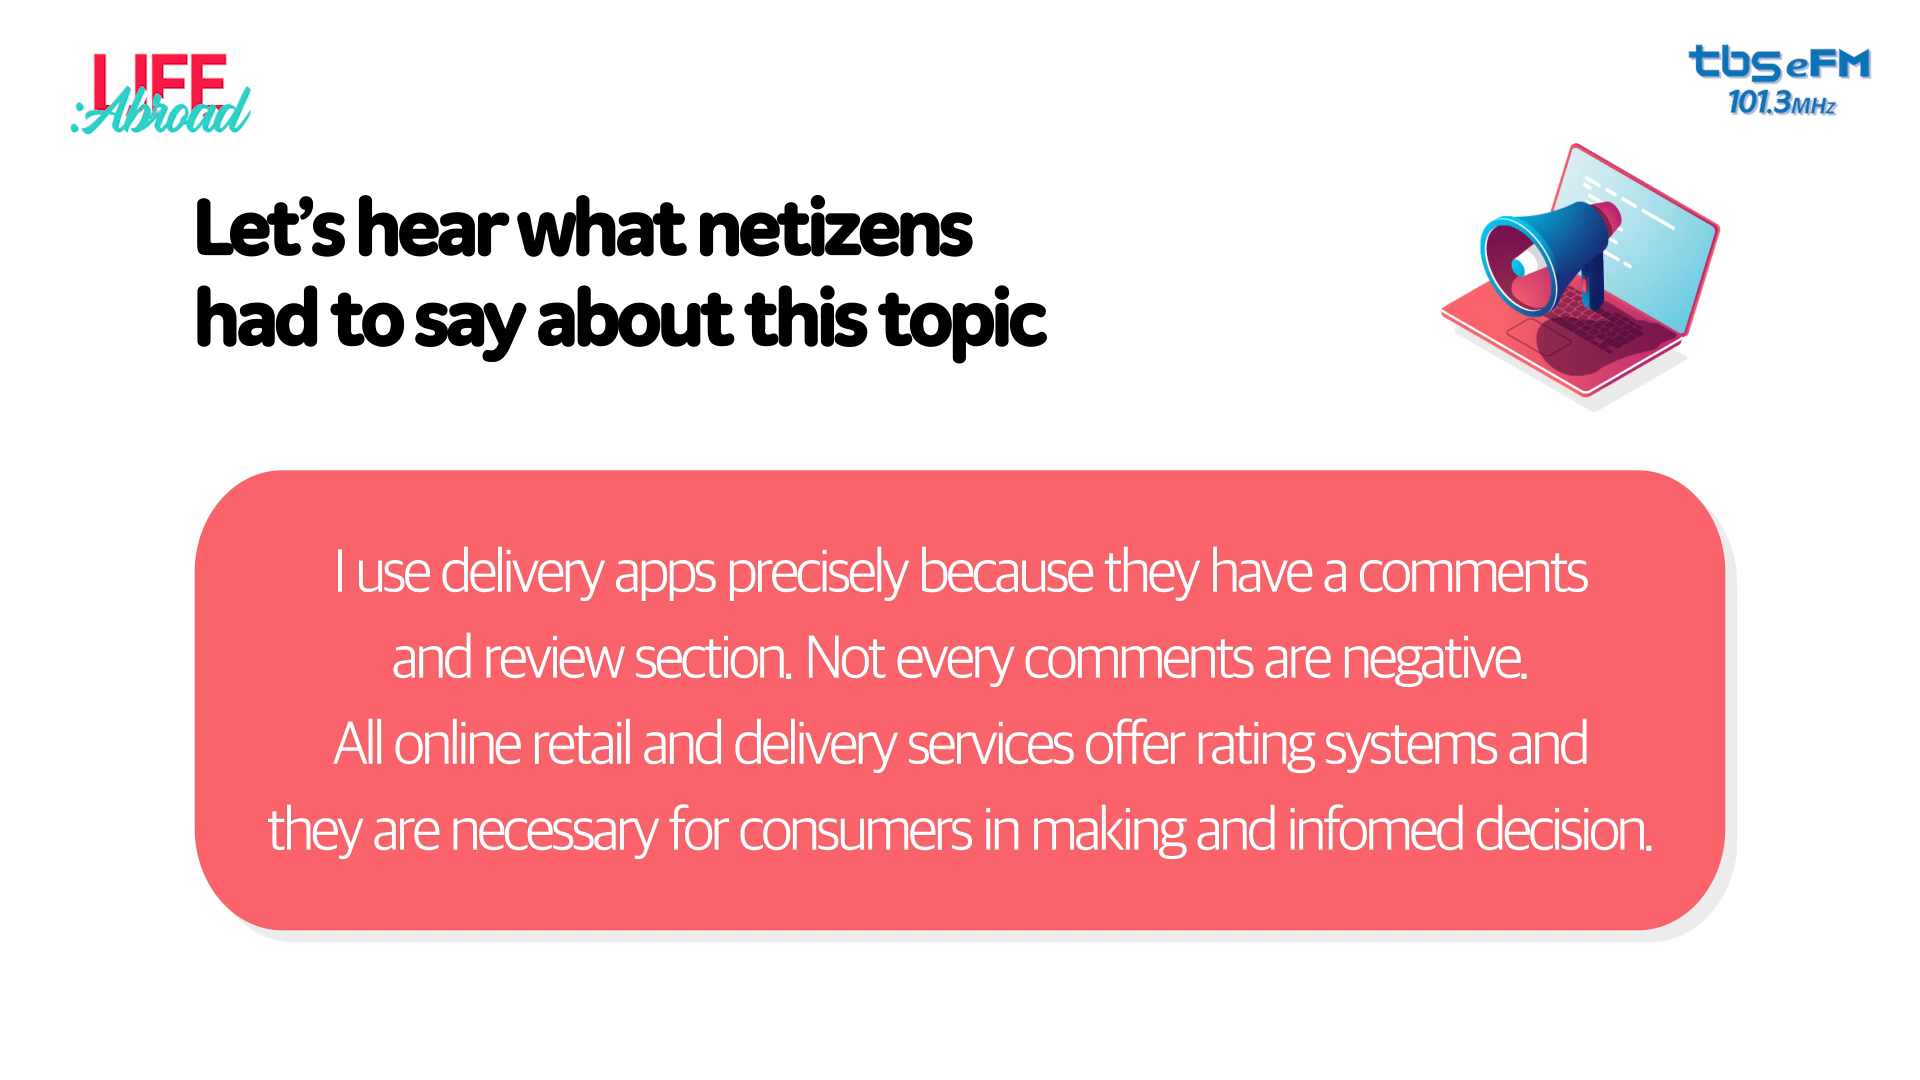 LIFE
:Abroad
tbs eFM
101.3MHz
Let's hear what netizens
had to say about this topic
I use delivery apps precisely because they have a comments
and review section. Not every comments are negative.
All online retail and delivery services offer rating systems and
they are necessary for consumers in making and infomed decision.